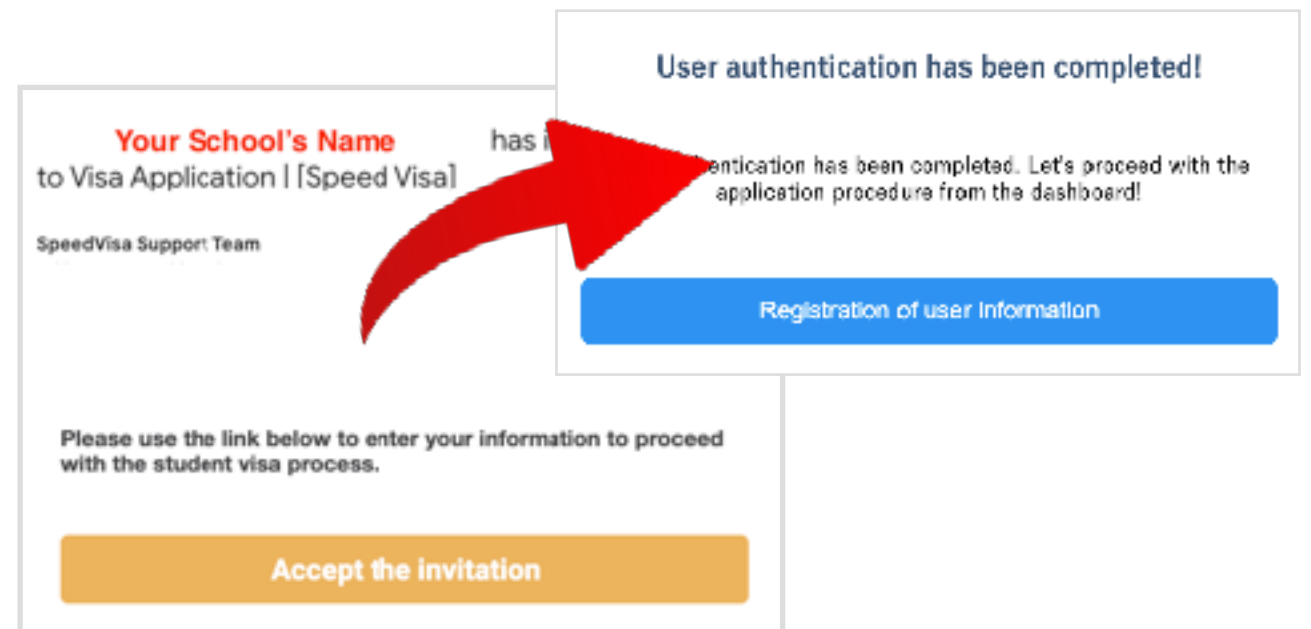 User authentication has been completed!
Your School's Name has i
to Visa Application | [Speed Visa]
entication has been completed. Let's proceed with the
application procedure from the dashboard!
SpeedVisa Support Team
Registration of user information
Please use the link below to enter your information to proceed
with the student visa process.
Accept the invitation